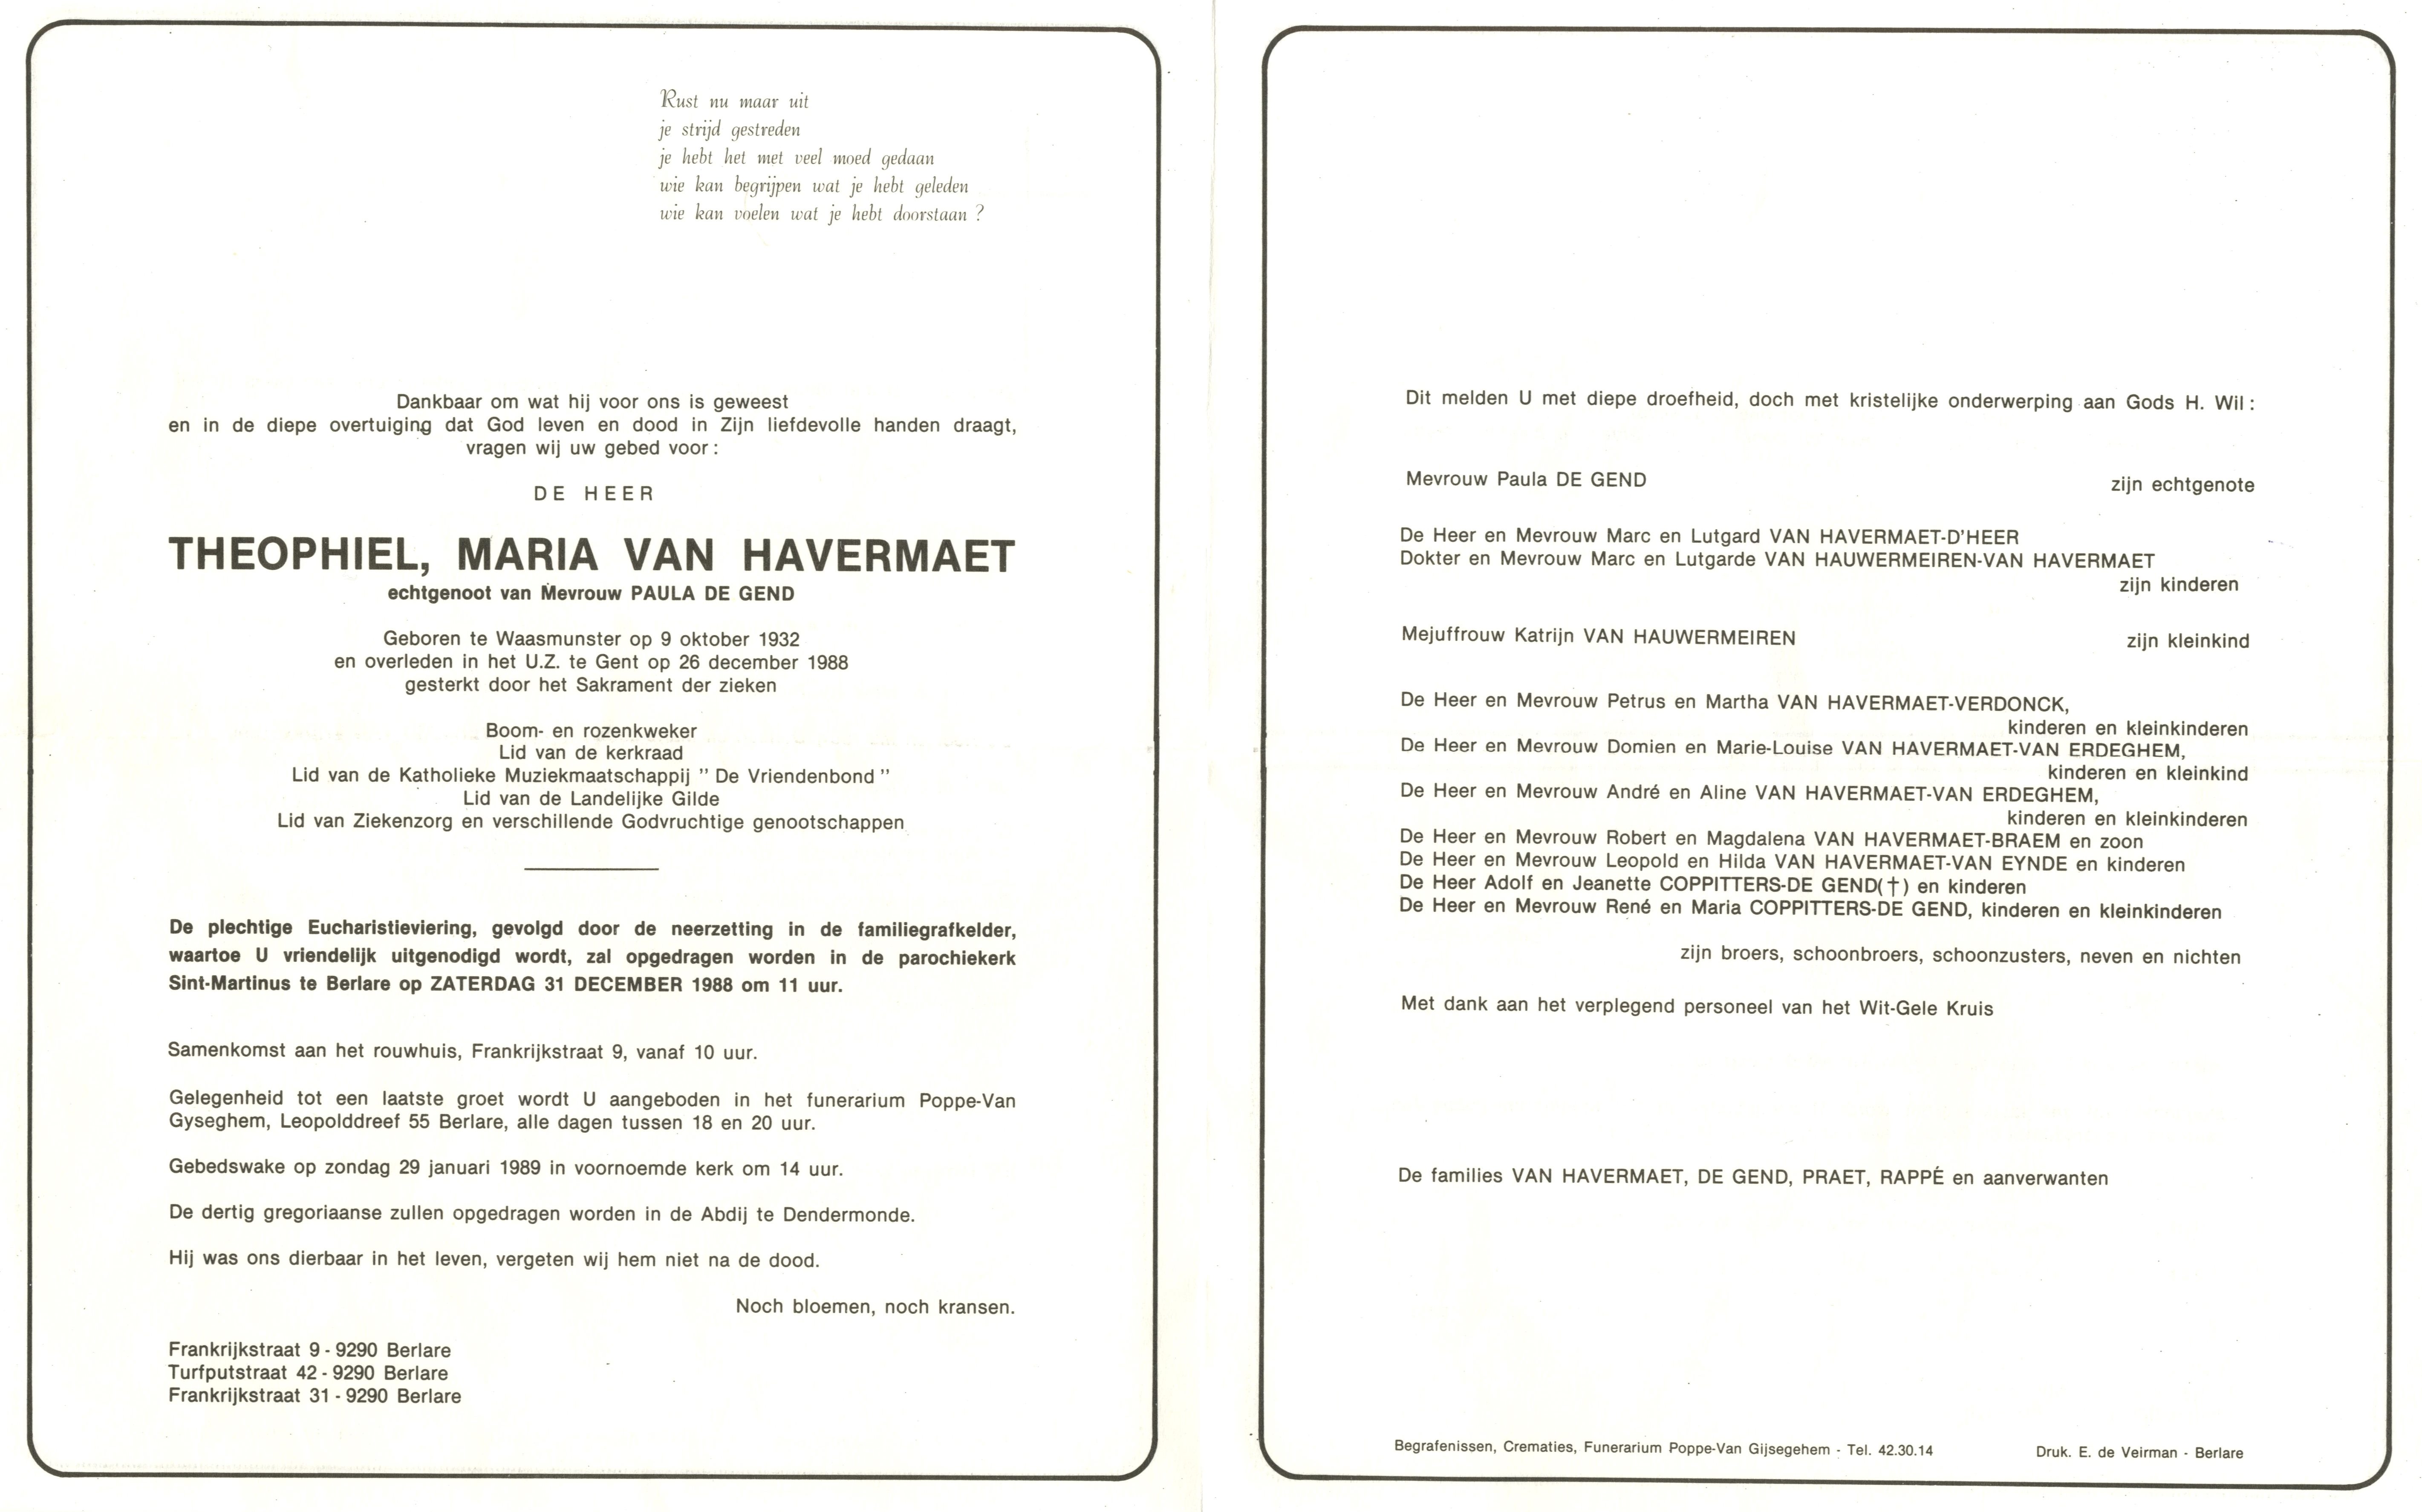 Rust nu maar uit
je strijd gestreden
je hebt het met veel moed gedaan
wie kan begrijpen wat je hebt geleden
wie kan voelen wat je hebt doorstaan ?
Dankbaar om wat hij voor ons is geweest
en in de diepe overtuiging dat God leven en dood in Zijn liefdevolle handen draagt,
vragen wij uw gebed voor :
DE HEER
THEOPHIEL, MARIA VAN HAVERMAET
echtgenoot van Mevrouw PAULA DE GEND
Geboren te Waasmunster op 9 oktober 1932
en overleden in het U.Z. te Gent op 26 december 1988
gesterkt door het Sakrament der zieken
Boom- en rozenkweker
Lid van de kerkraad
Lid van de Katholieke Muziekmaatschappij " De Vriendenbond "
Lid van de Landelijke Gilde
Lid van Ziekenzorg en verschillende Godvruchtige genootschappen
De plechtige Eucharistieviering, gevolgd door de neerzetting in de familiegrafkelder,
waartoe U vriendelijk uitgenodigd wordt, zal opgedragen worden in de parochiekerk
Sint-Martinus te Berlare op ZATERDAG 31 DECEMBER 1988 om 11 uur.
Samenkomst aan het rouwhuis, Frankrijkstraat 9, vanaf 10 uur.
Gelegenheid tot een laatste groet wordt U aangeboden in het funerarium Poppe-Van
Gyseghem, Leopolddreef 55 Berlare, alle dagen tussen 18 en 20 uur.
Gebedswake op zondag 29 januari 1989 in voornoemde kerk om 14 uur.
De dertig gregoriaanse zullen opgedragen worden in de Abdij te Dendermonde.
Hij was ons dierbaar in het leven, vergeten wij hem niet na de dood.
Noch bloemen, noch kransen.
Frankrijkstraat 9 - 9290 Berlare
Turfputstraat 42 - 9290 Berlare
Frankrijkstraat 31 - 9290 Berlare
Dit melden U met diepe droefheid, doch met kristelijke onderwerping aan Gods H. Wil :
Mevrouw Paula DE GEND zijn echtgenote
De Heer en Mevrouw Marc en Lutgard VAN HAVERMAET-D'HEER
Dokter en Mevrouw Marc en Lutgarde VAN HAUWERMEIREN-VAN HAVERMAET
zijn kinderen
Mejuffrouw Katrijn VAN HAUWERMEIREN zijn kleinkind
De Heer en Mevrouw Petrus en Martha VAN HAVERMAET-VERDONCK,
kinderen en kleinkinderen
De Heer en Mevrouw Domien en Marie-Louise VAN HAVERMAET-VAN ERDEGHEM,
kinderen en kleinkind
De Heer en Mevrouw André en Aline VAN HAVERMAET-VAN ERDEGHEM,
kinderen en kleinkinderen
De Heer en Mevrouw Robert en Magdalena VAN HAVERMAET-BRAEM en zoon
De Heer en Mevrouw Leopold en Hilda VAN HAVERMAET-VAN EYNDE en kinderen
De Heer Adolf en Jeanette COPPITTERS-DE GEND(†) en kinderen
De Heer en Mevrouw René en Maria COPPITTERS-DE GEND, kinderen en kleinkinderen
zijn broers, schoonbroers, schoonzusters, neven en nichten
Met dank aan het verplegend personeel van het Wit-Gele Kruis
De families VAN HAVERMAET, DE GEND, PRAET, RAPPÉ en aanverwanten
Begrafenissen, Crematies, Funerarium Poppe-Van Gijsegehem - Tel. 42.30.14 Druk. E. de Veirman - Berlare